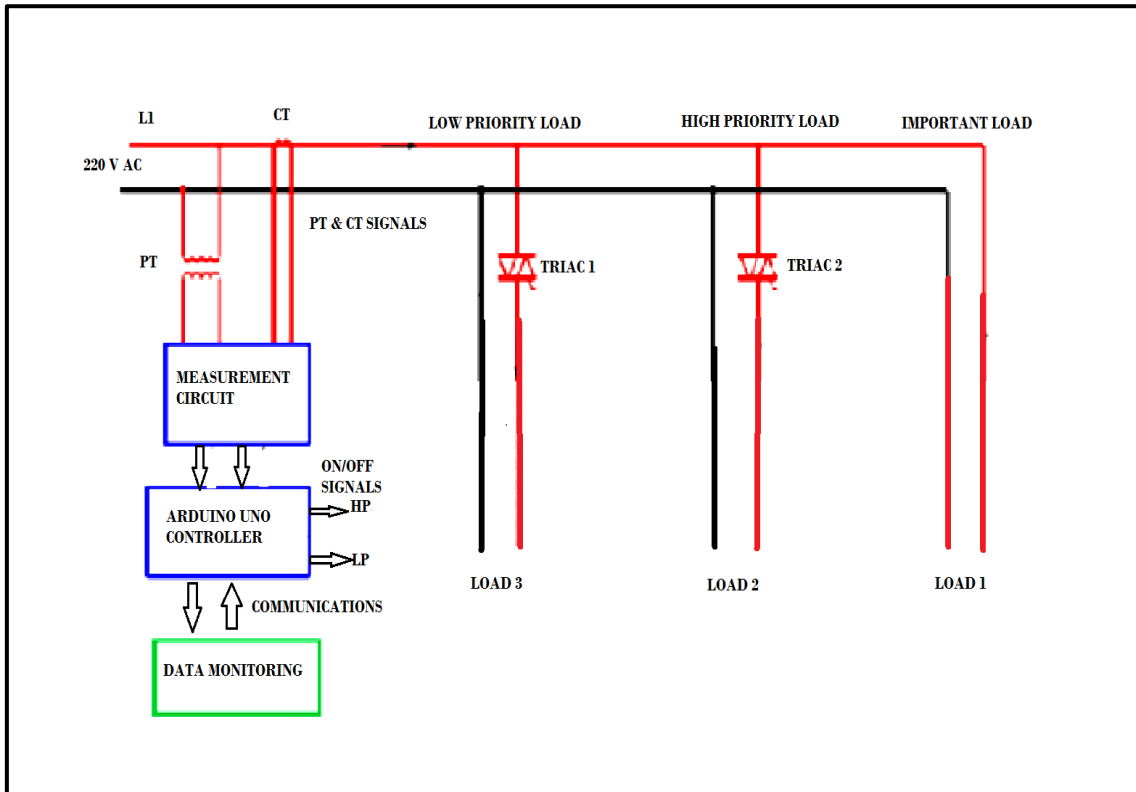 L1
CT
LOW PRIORITY LOAD
HIGH PRIORITY LOAD
IMPORTANT LOAD
220 V AC
PT & CT SIGNALS
PT
TRIAC 1
TRIAC 2
MEASUREMENT
CIRCUIT
ON/OFF
SIGNALS
HP
ARDUINO UNO
CONTROLLER
LP
LOAD 3
LOAD 2
LOAD 1
COMMUNICATIONS
DATA MONITORING